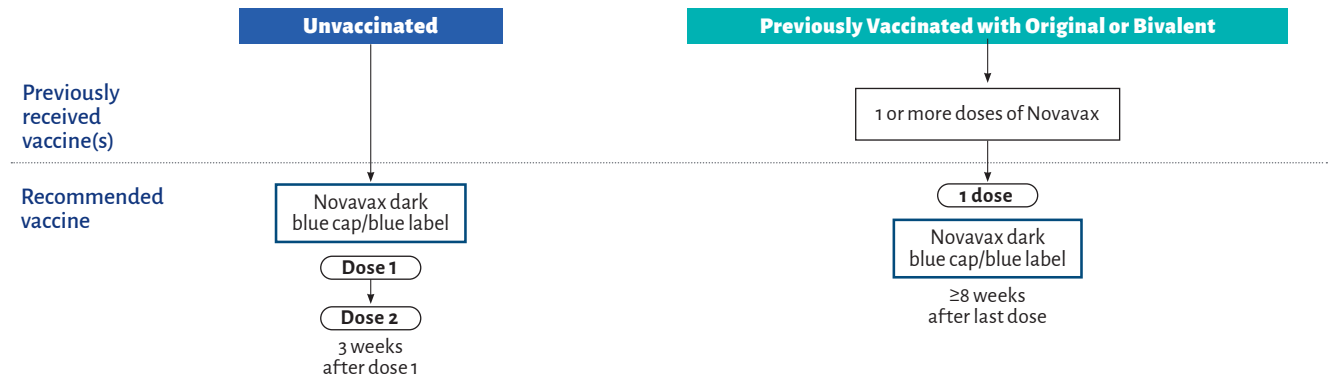 Unvaccinated
Previously Vaccinated with Original or Bivalent
Previously
received
vaccine(s)
1 or more doses of Novavax
Recommended
vaccine
Novavax dark
blue cap/blue label
Dose 1
Dose 2
3 weeks
after dose 1
1 dose
Novavax dark
blue cap/blue label
≥8 weeks
after last dose